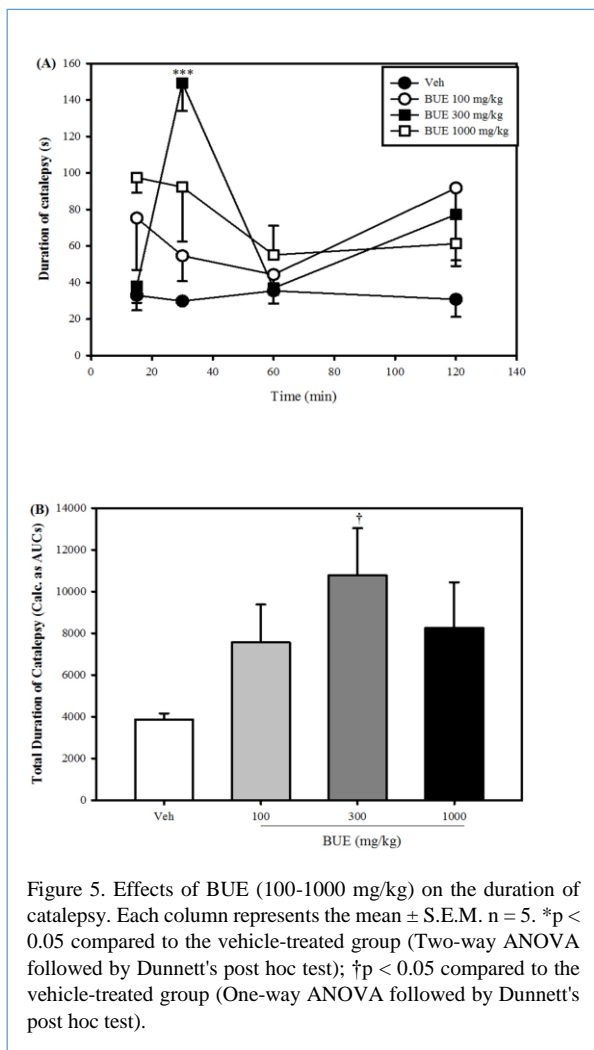 (A)
***
160
140
120
100
80
60
40
20
0
Duration of catalepsy (s)
Veh
BUE 100 mg/kg
BUE 300 mg/kg
BUE 1000 mg/kg
0 20 40 60 80 100 120 140
Time (min)
(B)
†
14000
12000
10000
8000
6000
4000
2000
0
Total Duration of Catalepsy (Calc. as AUCs)
Veh 100 300 1000
BUE (mg/kg)
Figure 5. Effects of BUE (100-1000 mg/kg) on the duration of
catalepsy. Each column represents the mean ± S.E.M. n = 5. *p <
0.05 compared to the vehicle-treated group (Two-way ANOVA
followed by Dunnett's post hoc test); †p < 0.05 compared to the
vehicle-treated group (One-way ANOVA followed by Dunnett's
post hoc test).